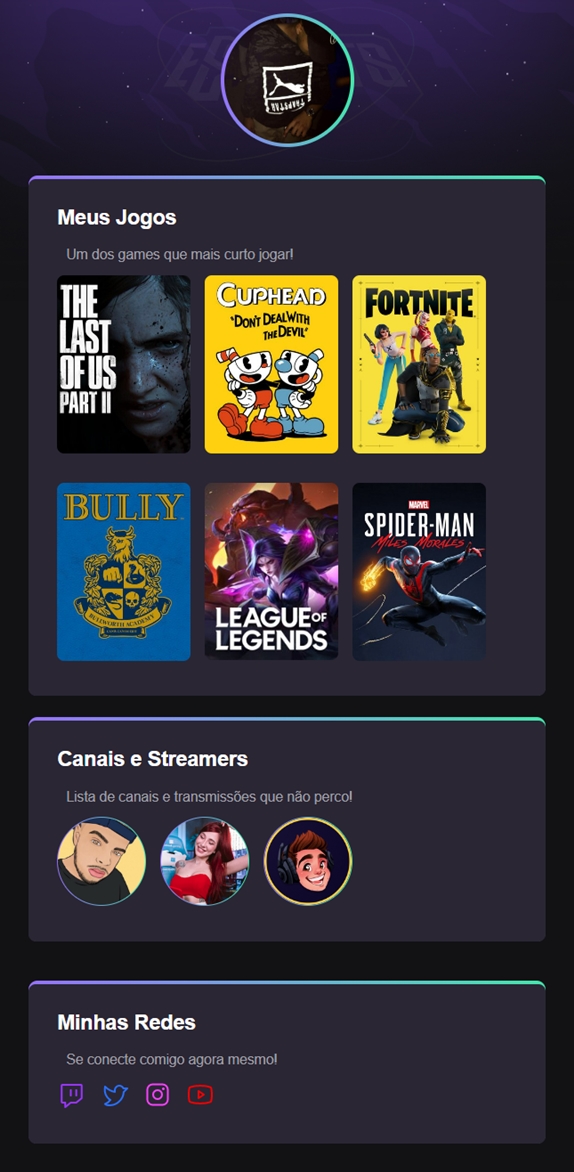 Meus Jogos
Um dos games que mais curto jogar!
THE
LAST
OF US
PART II
CUPHEAD
"DON'T DEAL WITH
THE DEVIL"
FORTNITE
BULLY
BULLWORTH ACADEMY
LEAGUE OF
LEGENDS
MARVEL
SPIDER-MAN
MILES MORALES
Canais e Streamers
Lista de canais e transmissões que não perco!
Minhas Redes
Se conecte comigo agora mesmo!